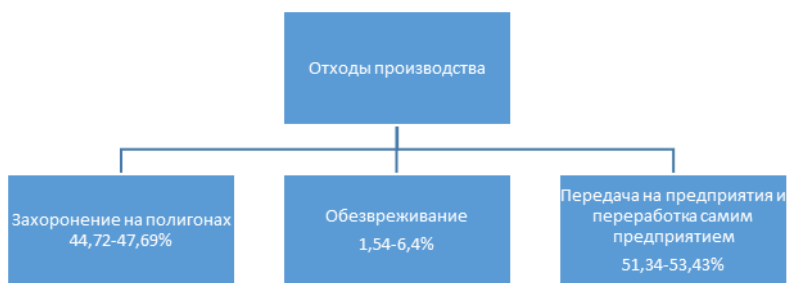 Отходы производства
Захоронение на полигонах
44,72-47,69%
Обезвреживание
1,54-6,4%
Передача на предприятия и
переработка самим
предприятием
51,34-53,43%